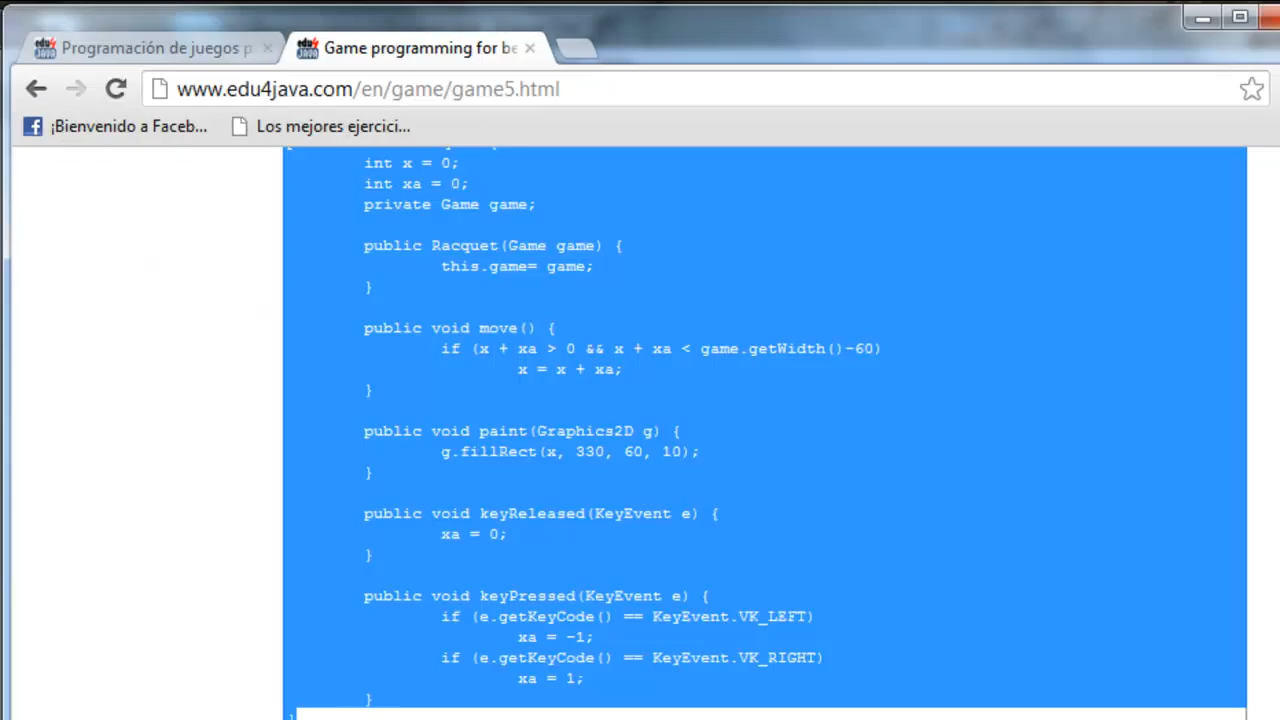 Programación de juegos p
Game programming for be
www.edu4java.com/en/game/game5.html
¡Bienvenido a Faceb...
Los mejores ejercici...
int x = 0;
int xa = 0;
private Game game;
public Racquet(Game game) {
this.game= game;
}
public void move() {
if (x + xa > 0 && x + xa < game.getWidth()-60)
x = x + xa;
}
public void paint(Graphics2D g) {
g.fillRect(x, 330, 60, 10);
}
public void keyReleased(KeyEvent e) {
xa = 0;
}
public void keyPressed(KeyEvent e) {
if (e.getKeyCode() == KeyEvent.VK_LEFT)
xa = -1;
if (e.getKeyCode() == KeyEvent.VK_RIGHT)
xa = 1;
}